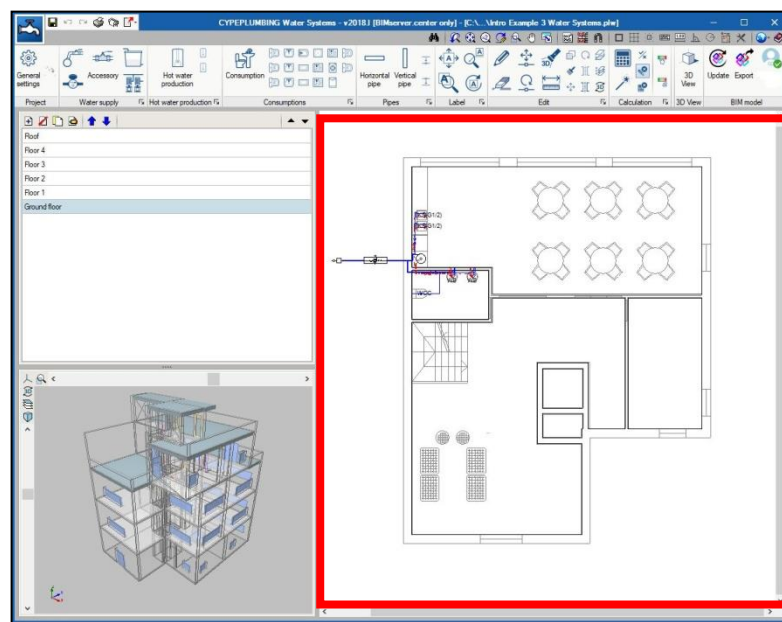 CYPEPLUMBING Water Systems - v2018.I [BIMserver.center only] - [C:\...\Intro Example 3 Water Systems.plw]
General settings
Accessory
Hot water production
Consumption
Horizontal pipe
Vertical pipe
3D View
Update
Export
Project
Water supply
Hot water production
Consumptions
Pipes
Label
Edit
Calculation
3D View
BIM model
Roof
Floor 4
Floor 3
Floor 2
Floor 1
Ground floor